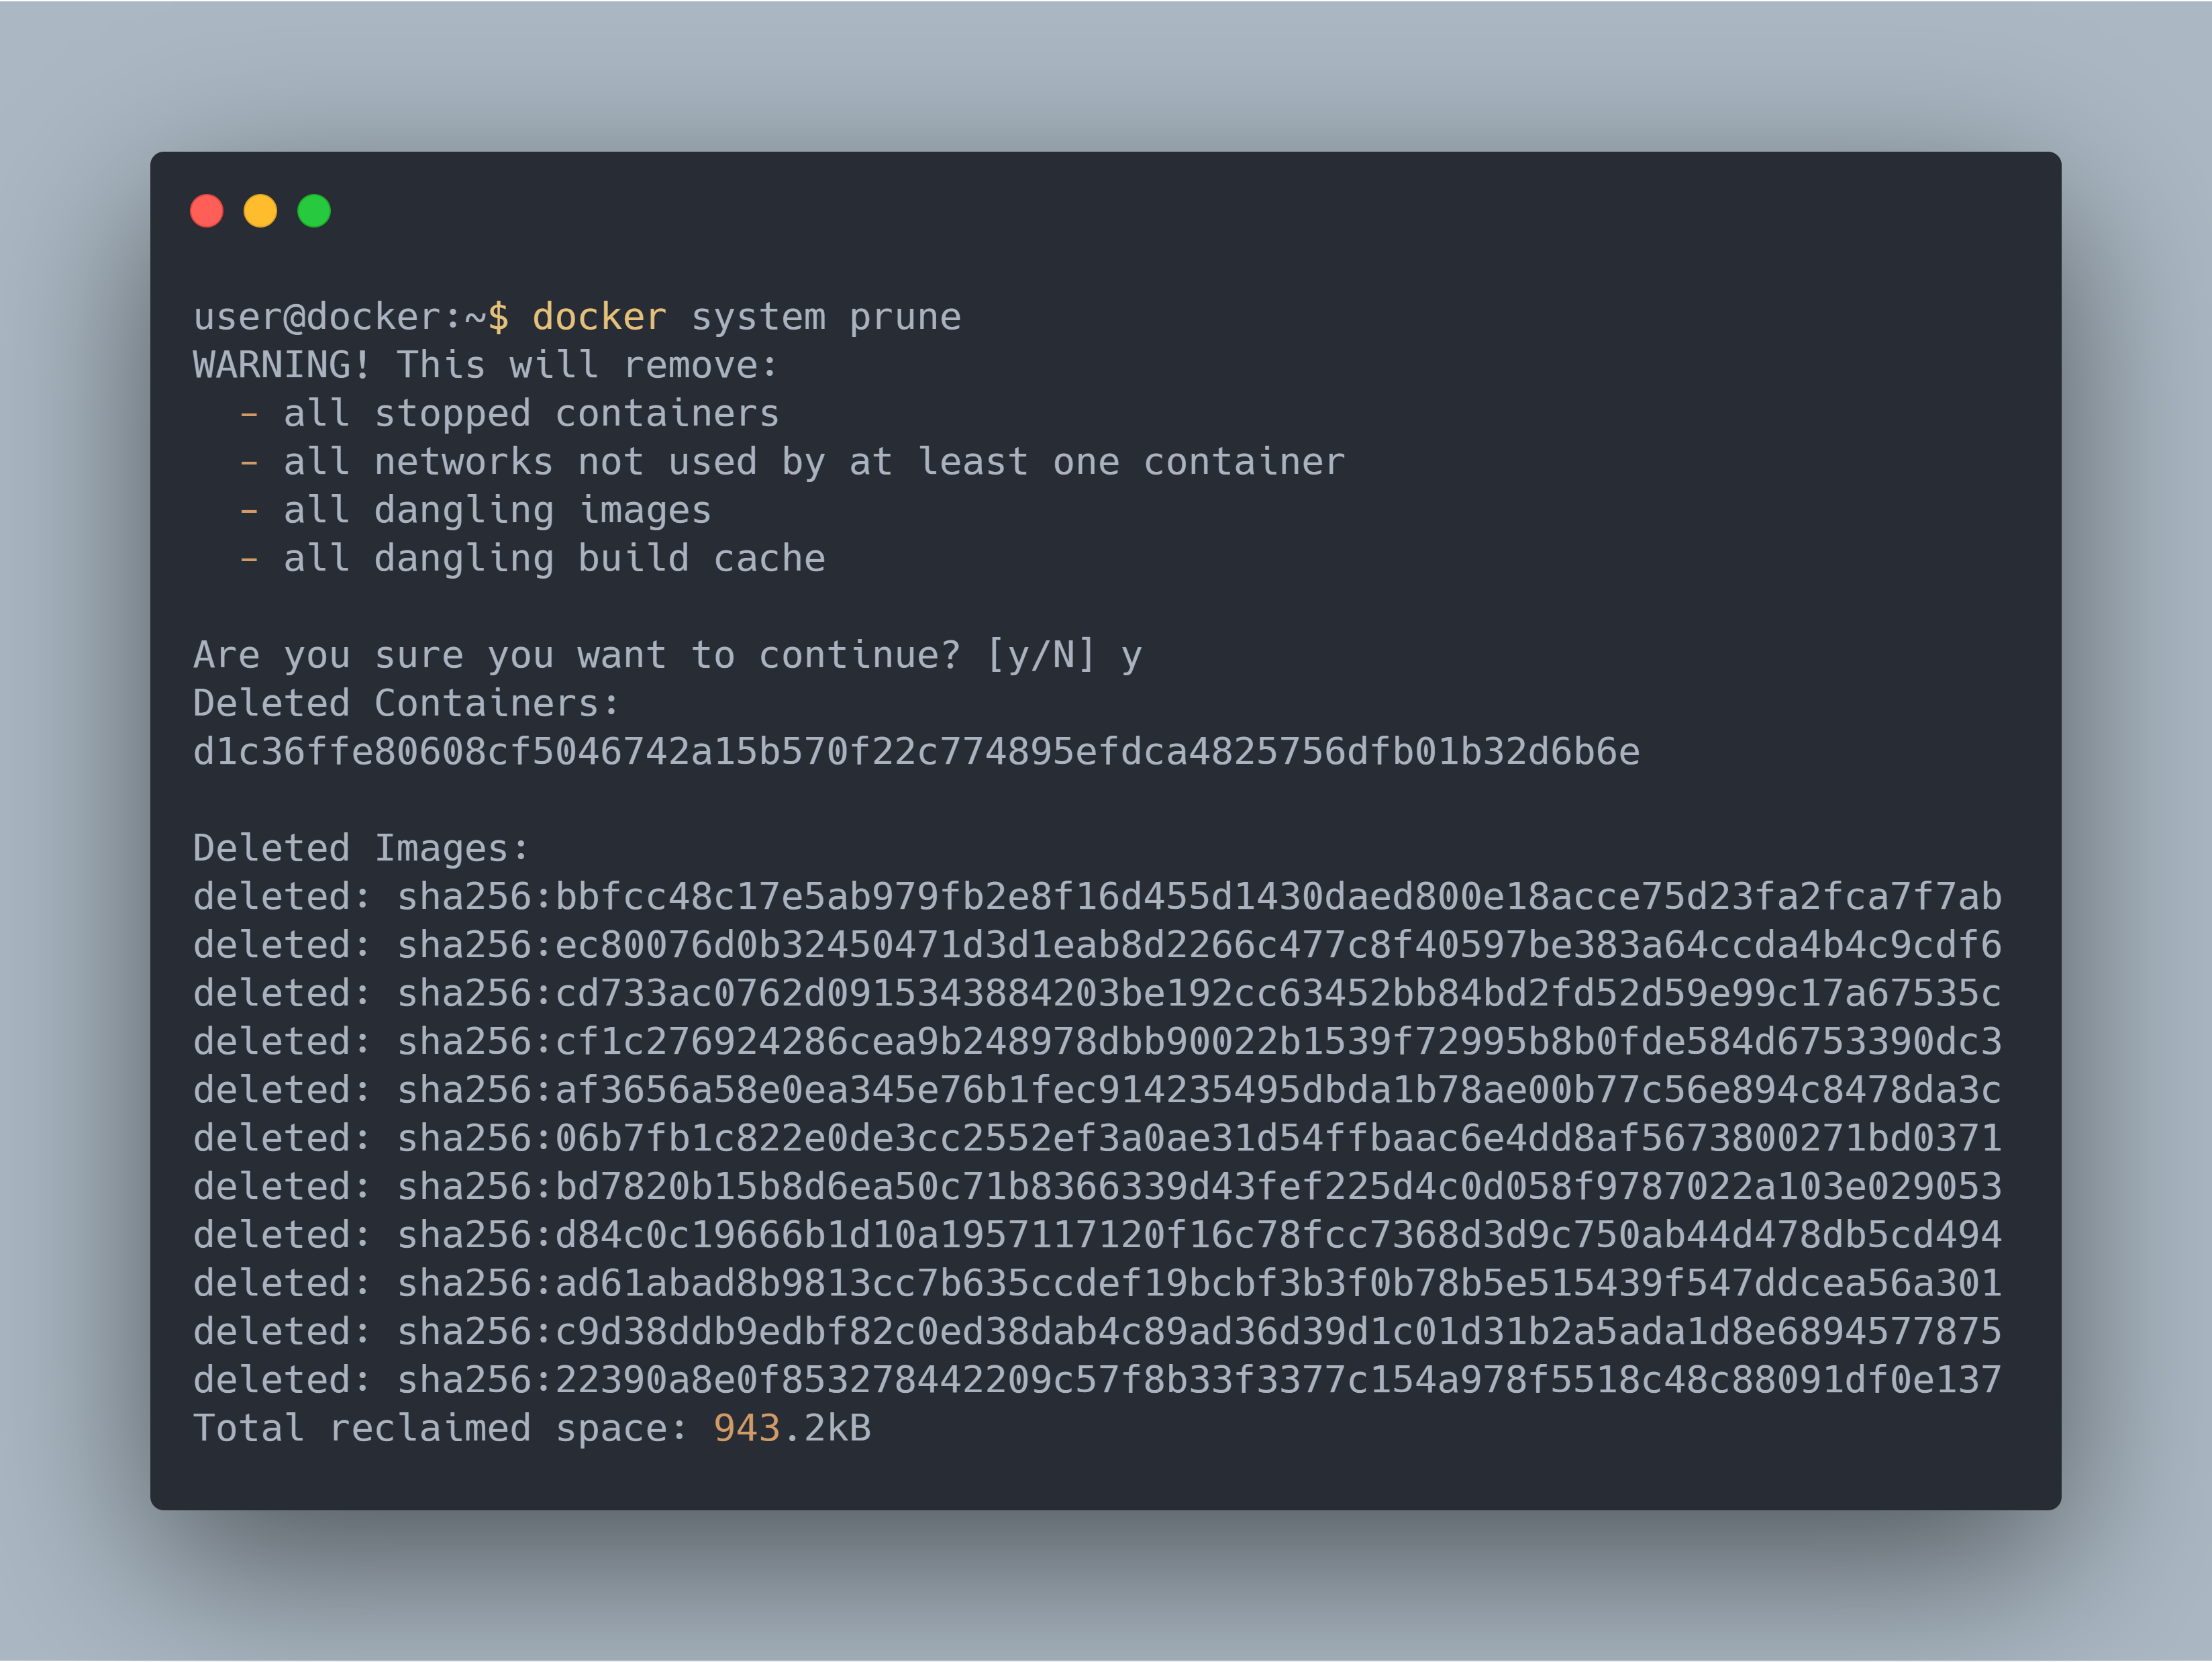 user@docker:~$ docker system prune
WARNING! This will remove:
  - all stopped containers
  - all networks not used by at least one container
  - all dangling images
  - all dangling build cache

Are you sure you want to continue? [y/N] y
Deleted Containers:
d1c36ffe80608cf5046742a15b570f22c774895efdca4825756dfb01b32d6b6e

Deleted Images:
deleted: sha256:bbfcc48c17e5ab979fb2e8f16d455d1430daed800e18acce75d23fa2fca7f7ab
deleted: sha256:ec80076d0b32450471d3d1eab8d2266c477c8f40597be383a64ccda4b4c9cdf6
deleted: sha256:cd733ac0762d0915343884203be192cc63452bb84bd2fd52d59e99c17a67535c
deleted: sha256:cf1c276924286cea9b248978dbb90022b1539f72995b8b0fde584d6753390dc3
deleted: sha256:af3656a58e0ea345e76b1fec914235495dbda1b78ae00b77c56e894c8478da3c
deleted: sha256:06b7fb1c822e0de3cc2552ef3a0ae31d54ffbaac6e4dd8af5673800271bd0371
deleted: sha256:bd7820b15b8d6ea50c71b8366339d43fef225d4c0d058f9787022a103e029053
deleted: sha256:d84c0c19666b1d10a1957117120f16c78fcc7368d3d9c750ab44d478db5cd494
deleted: sha256:ad61abad8b9813cc7b635ccdef19bcbf3b3f0b78b5e515439f547ddcea56a301
deleted: sha256:c9d38ddb9edbf82c0ed38dab4c89ad36d39d1c01d31b2a5ada1d8e6894577875
deleted: sha256:22390a8e0f853278442209c57f8b33f3377c154a978f5518c48c88091df0e137
Total reclaimed space: 943.2kB